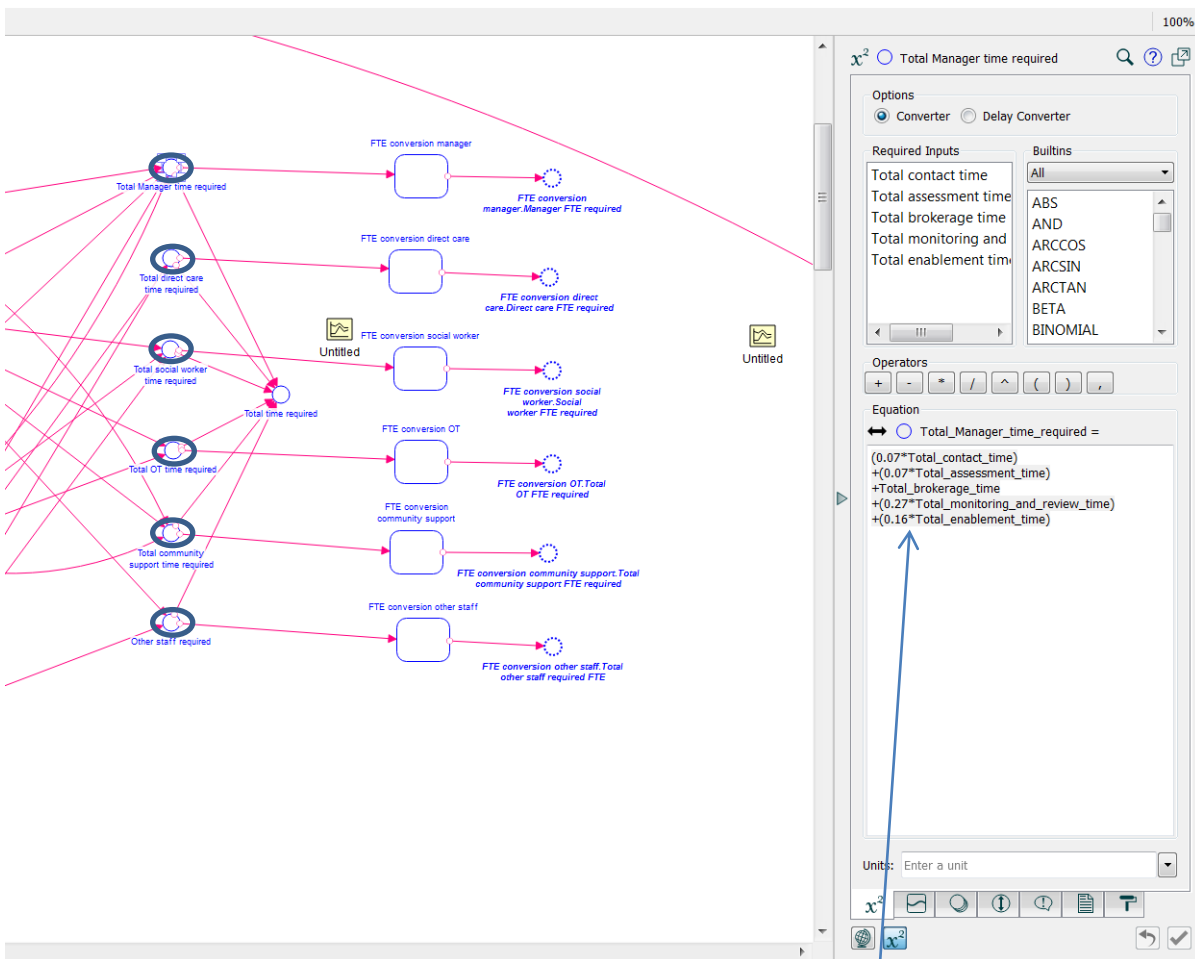 100%
FTE conversion manager
Total Manager time required
FTE conversion
manager.Manager FTE required
FTE conversion direct care
Total direct care
time reqiuired
FTE conversion direct
care.Direct care FTE required
Untitled
FTE conversion social worker
Untitled
Total social worker
time required
FTE conversion social
worker.Social
worker FTE required
Total time required
FTE conversion OT
Total OT time required
FTE conversion OT.Total
OT FTE required
FTE conversion
community support
Total community
support time required
FTE conversion community support.Total
community support FTE required
FTE conversion other staff
Other staff required
FTE conversion other staff.Total
other staff required FTE
x² Total Manager time required ?
Options
Converter Delay Converter
Required Inputs
Total contact time
Total assessment time
Total brokerage time
Total monitoring and
Total enablement time
Builtins
All
ABS
AND
ARCCOS
ARCSIN
ARCTAN
BETA
BINOMIAL
Operators
+ - * / ^ ( ) ,
Equation
Total_Manager_time_required =
(0.07*Total_contact_time)
+(0.07*Total_assessment_time)
+Total_brokerage_time
+(0.27*Total_monitoring_and_review_time)
+(0.16*Total_enablement_time)
Units: Enter a unit
x²
x²